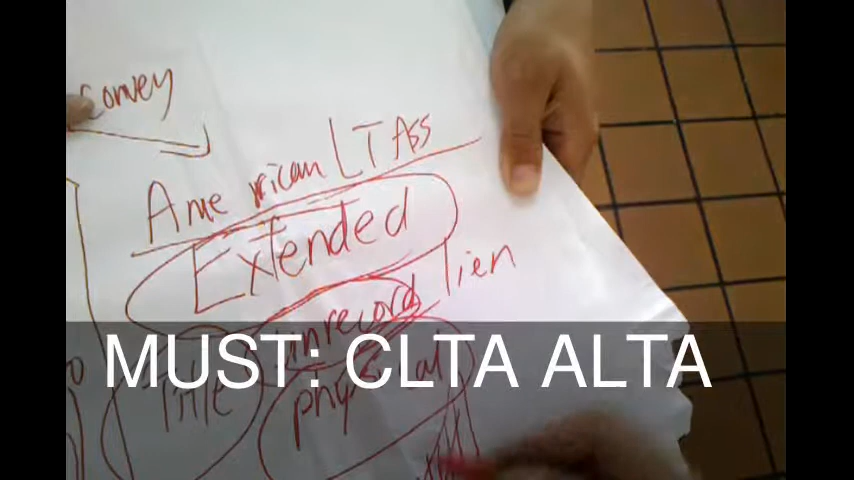 convey
American LTAss
Extended
unrecord lien
MUST: CLTA ALTA
Title
physical